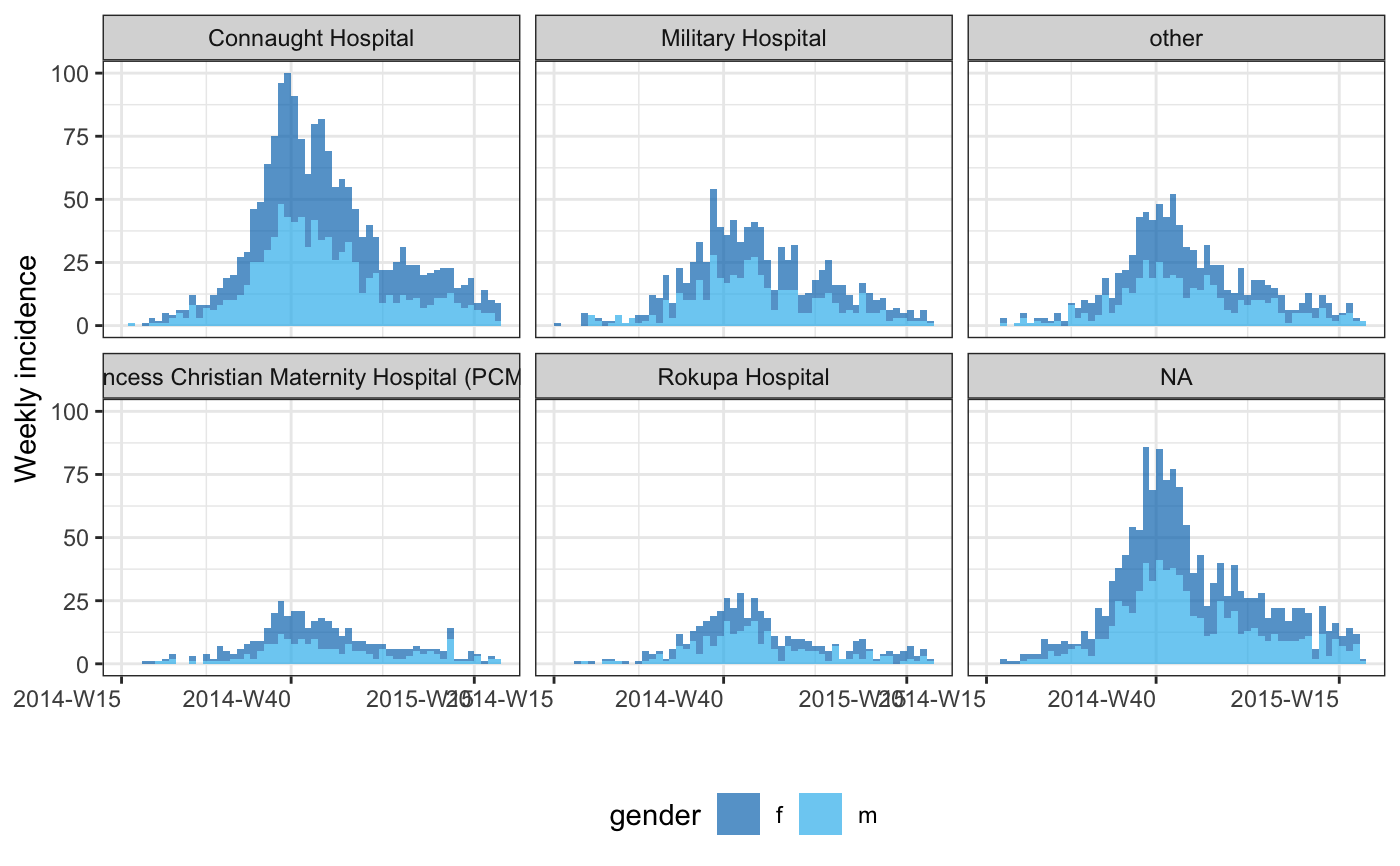 Connaught Hospital
Military Hospital
other
100
75
50
25
0
Weekly incidence
ncess Christian Maternity Hospital (PCM
Rokupa Hospital
NA
100
75
50
25
0
2014-W15
2014-W40
2015-W15
2014-W15
2014-W40
2015-W15
2014-W15
2014-W40
2015-W15
gender f m